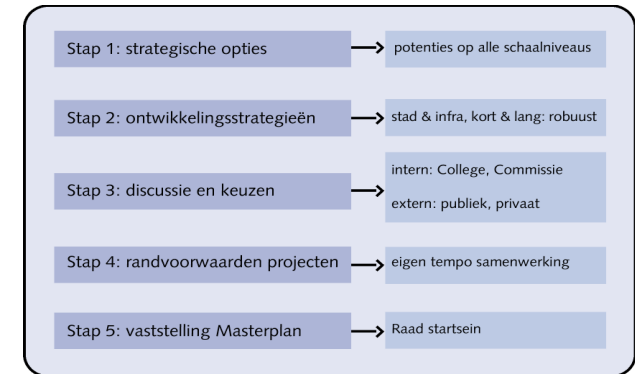 Stap 1: strategische opties
potenties op alle schaalniveaus
Stap 2: ontwikkelingsstrategieën
stad & infra, kort & lang: robuust
Stap 3: discussie en keuzen
intern: College, Commissie
extern: publiek, privaat
Stap 4: randvoorwaarden projecten
eigen tempo samenwerking
Stap 5: vaststelling Masterplan
Raad startsein